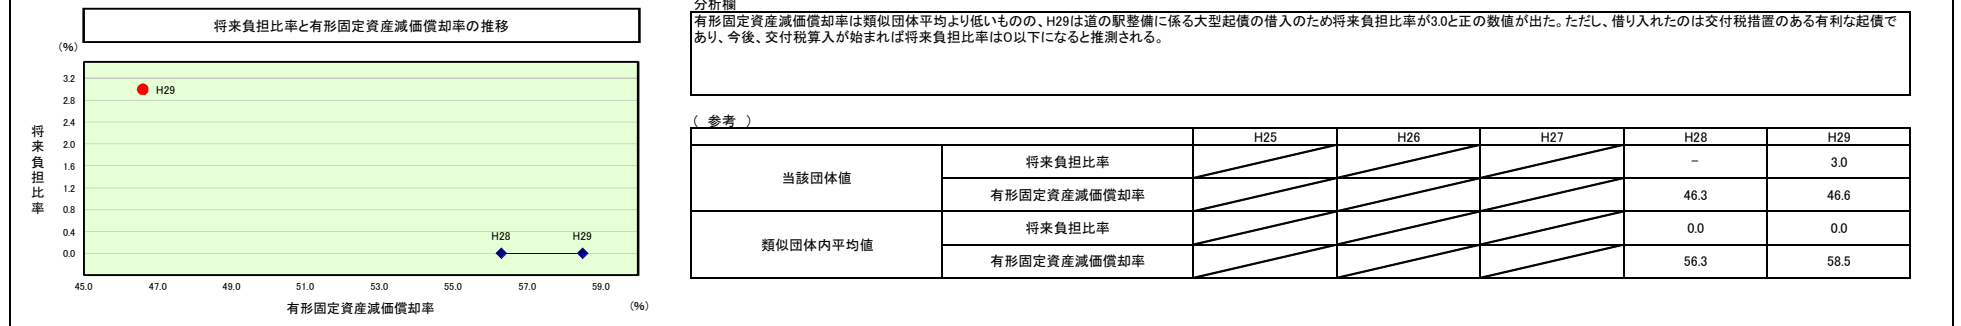 将来負担比率と有形固定資産減価償却率の推移
(%)
3.2
2.8
2.4
2.0
1.6
1.2
0.8
0.4
0.0
将来負担比率
H29
H28
H29
45.0 47.0 49.0 51.0 53.0 55.0 57.0 59.0
有形固定資産減価償却率
(%)
分析欄
有形固定資産減価償却率は類似団体平均より低いものの、H29は道の駅整備に係る大型起債の借入のため将来負担比率が3.0と正の数値が出た。ただし、借り入れたのは交付税措置のある有利な起債で
あり、今後、交付税算入が始まれば将来負担比率は0以下になると推測される。
( 参考 )
H25 H26 H27 H28 H29
当該団体値
将来負担比率 - 3.0
有形固定資産減価償却率 46.3 46.6
類似団体内平均値
将来負担比率 0.0 0.0
有形固定資産減価償却率 56.3 58.5